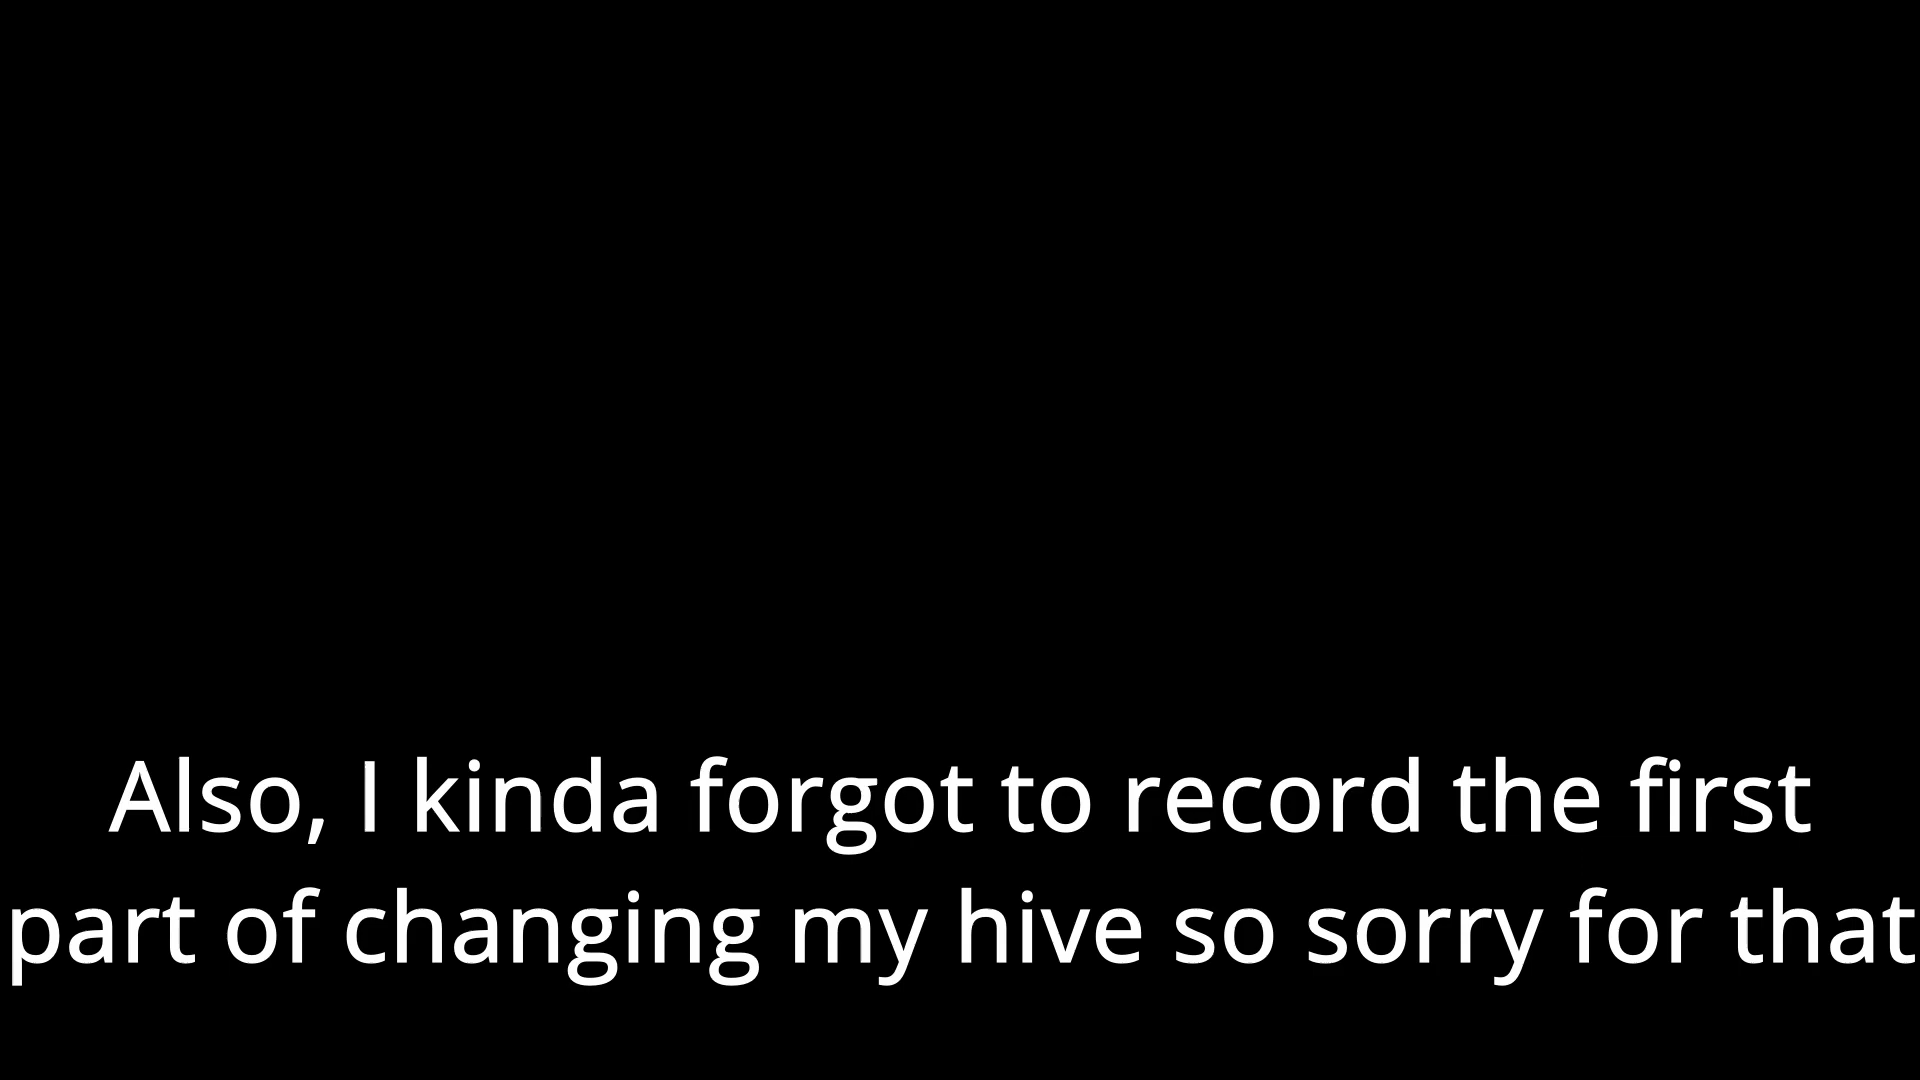 Also, I kinda forgot to record the first
part of changing my hive so sorry for that